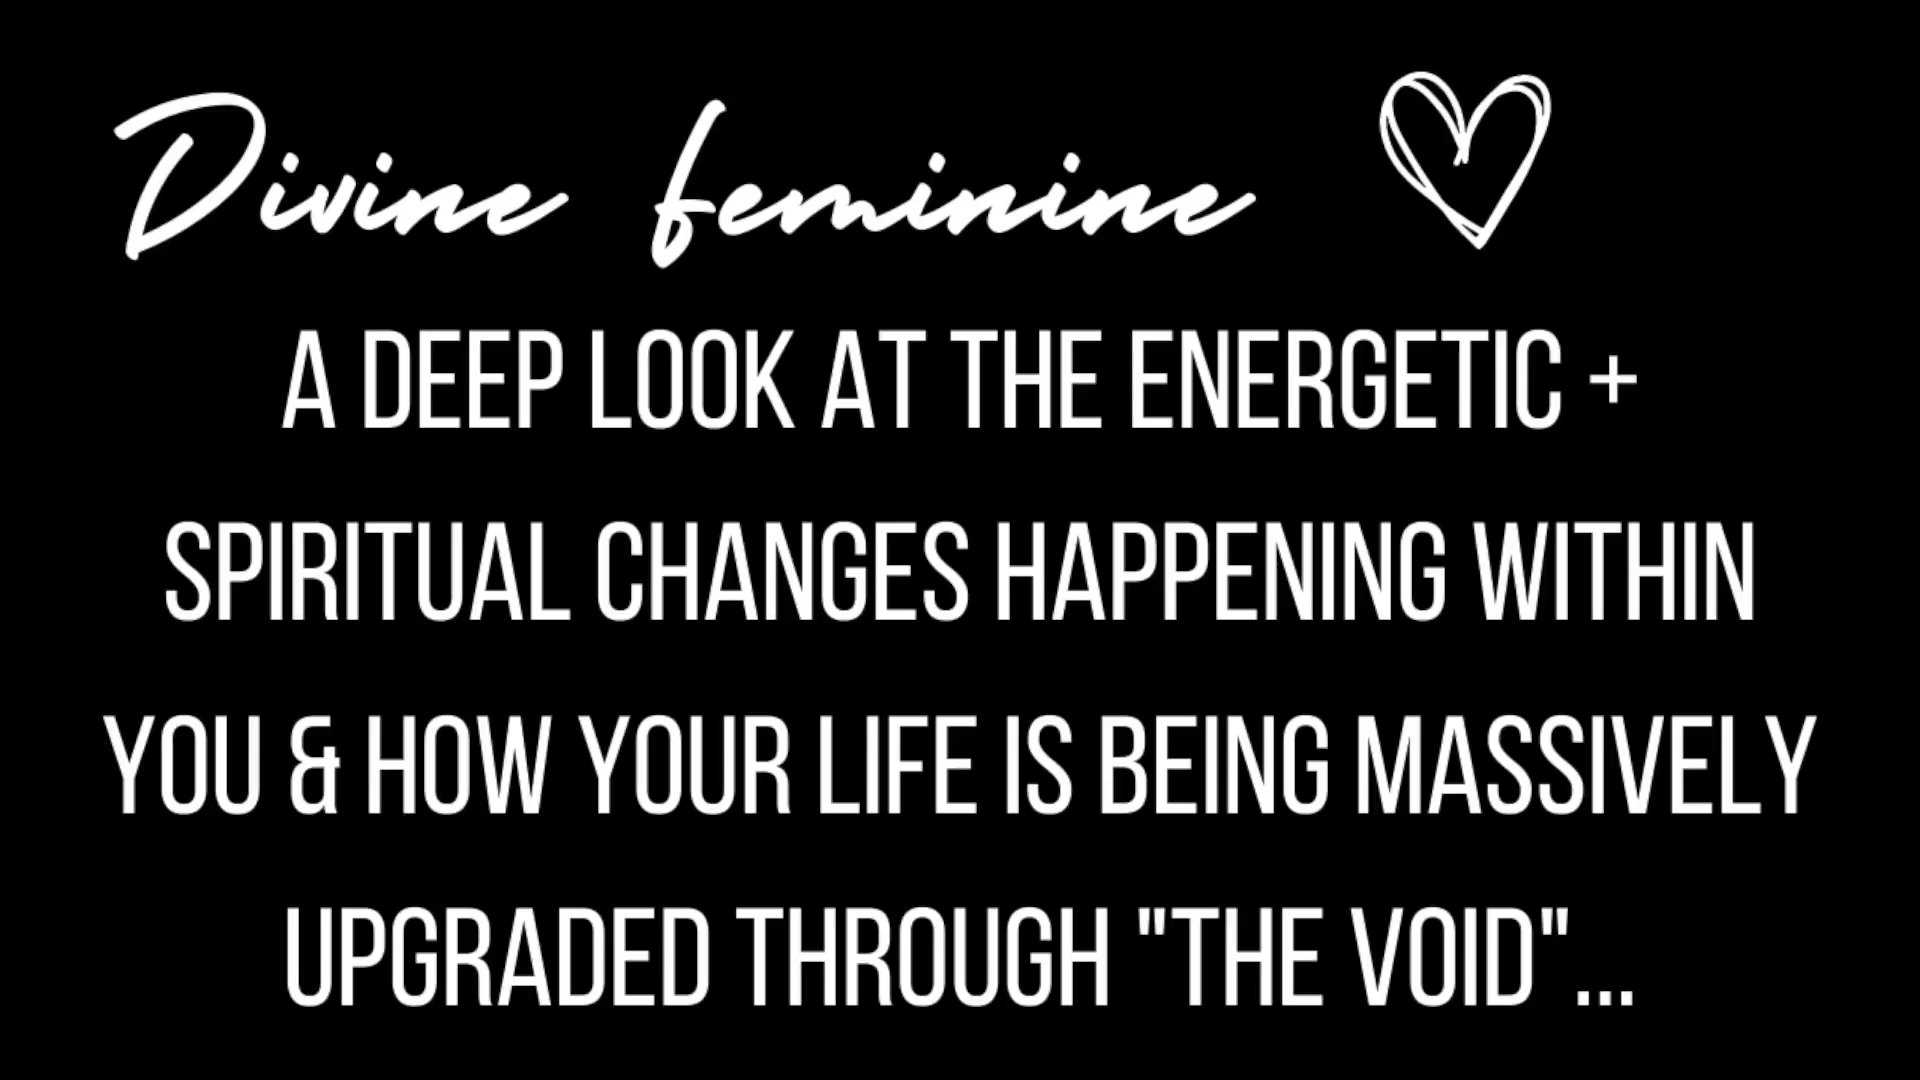 Divine feminine
A DEEP LOOK AT THE ENERGETIC +
SPIRITUAL CHANGES HAPPENING WITHIN
YOU & HOW YOUR LIFE IS BEING MASSIVELY
UPGRADED THROUGH "THE VOID"...